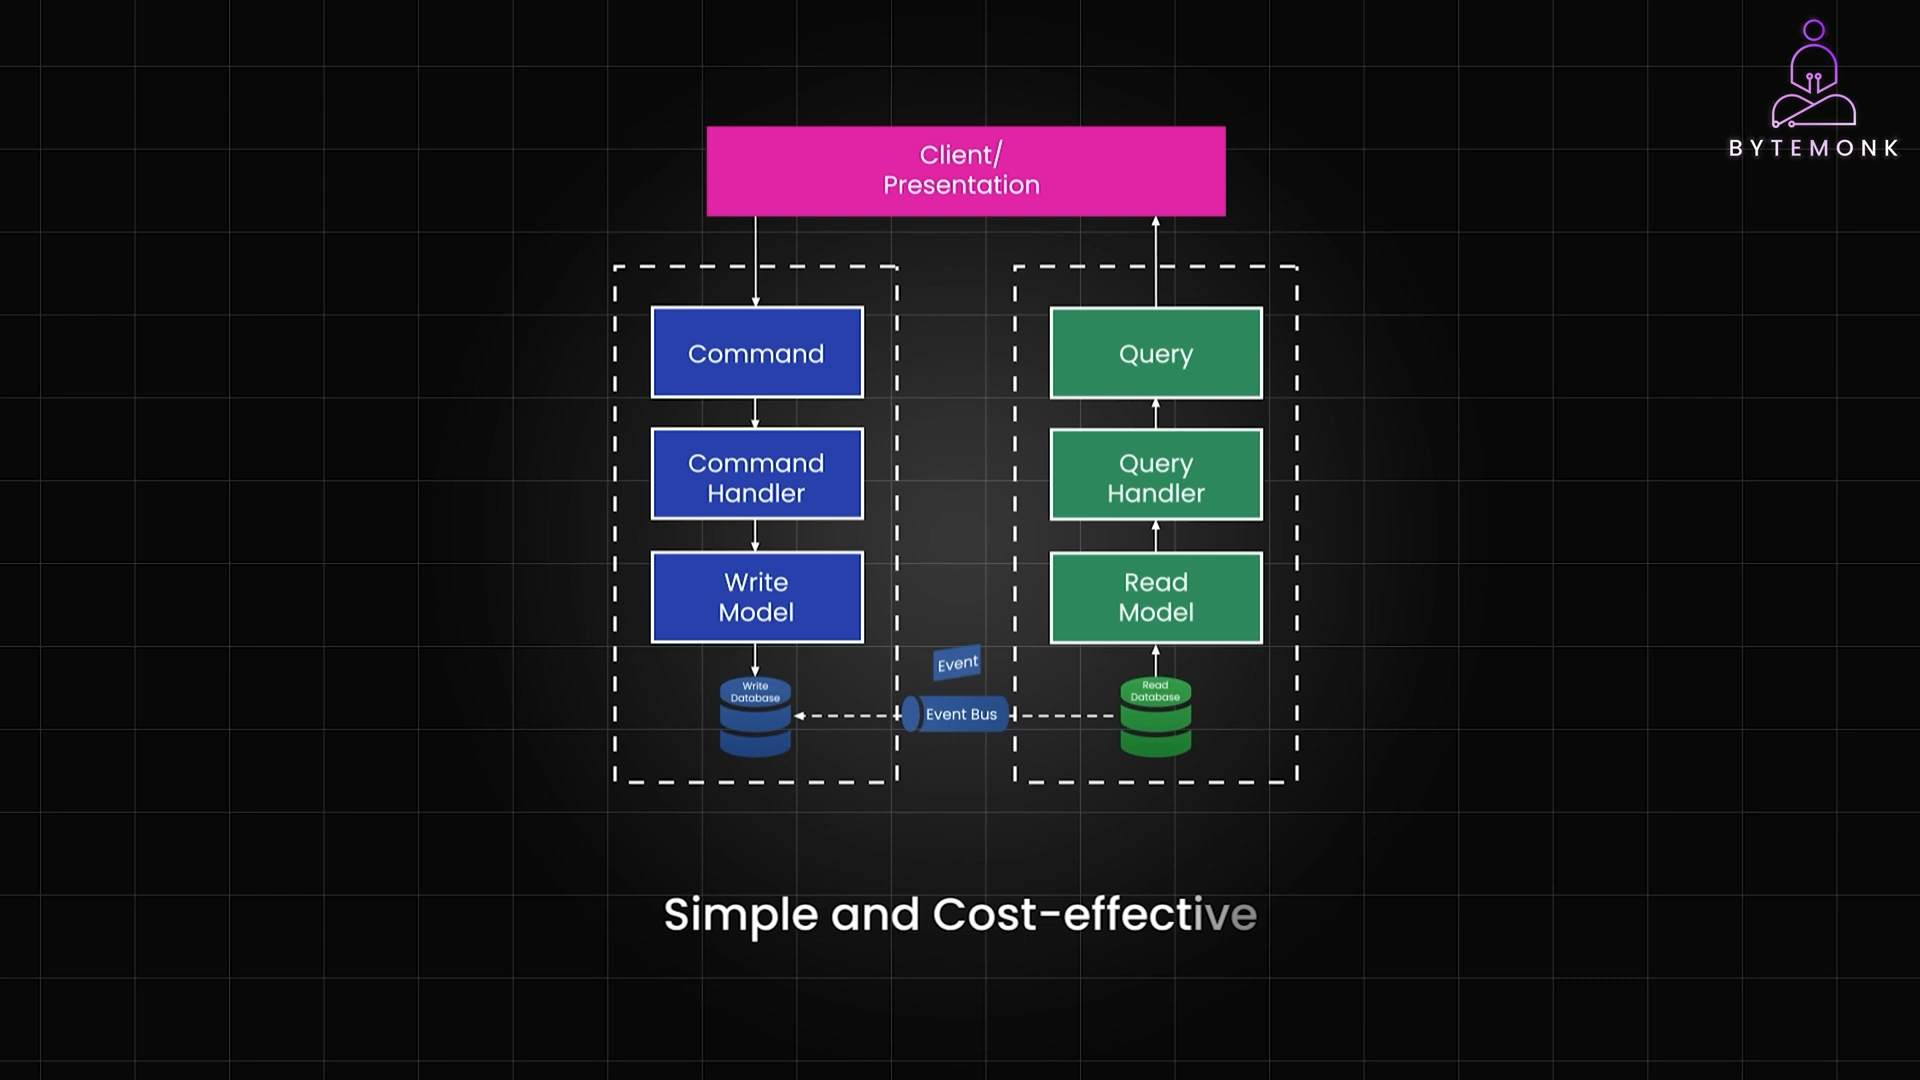 BYTEMONK
Client/
Presentation
Command
Query
Command
Handler
Query
Handler
Write
Model
Read
Model
Event
Write
Database
Event Bus
Read
Database
Simple and Cost-effective